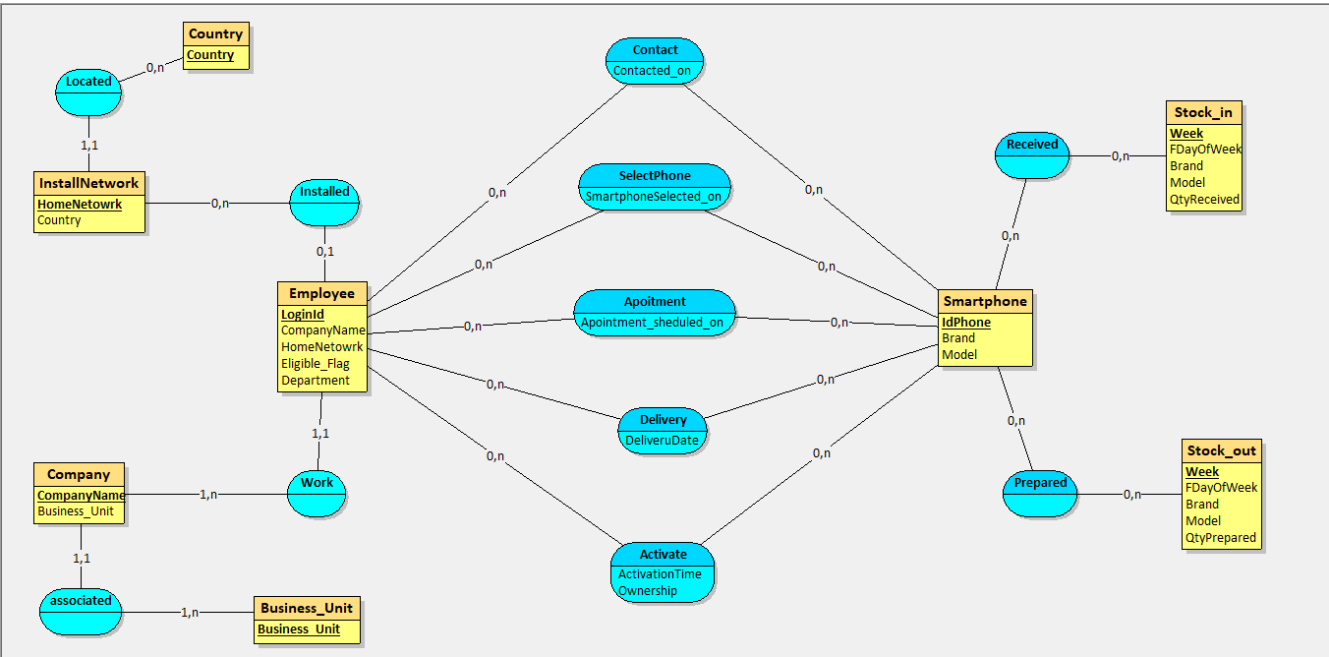 Country
Country
Located
0,n
1,1
InstallNetwork
HomeNetowrk
Country
0,n
Installed
0,1
Employee
LoginId
CompanyName
HomeNetowrk
Eligible_Flag
Department
1,1
Work
1,n
Company
CompanyName
Business_Unit
1,1
associated
1,n
Business_Unit
Business_Unit
Contact
Contacted_on
0,n
0,n
SelectPhone
SmartphoneSelected_on
0,n
0,n
Apoitment
Apointment_sheduled_on
0,n
0,n
Delivery
DeliveruDate
0,n
0,n
Activate
ActivationTime
Ownership
0,n
0,n
Smartphone
IdPhone
Brand
Model
0,n
Received
0,n
Stock_in
Week
FDayOfWeek
Brand
Model
QtyReceived
0,n
Prepared
0,n
Stock_out
Week
FDayOfWeek
Brand
Model
QtyPrepared